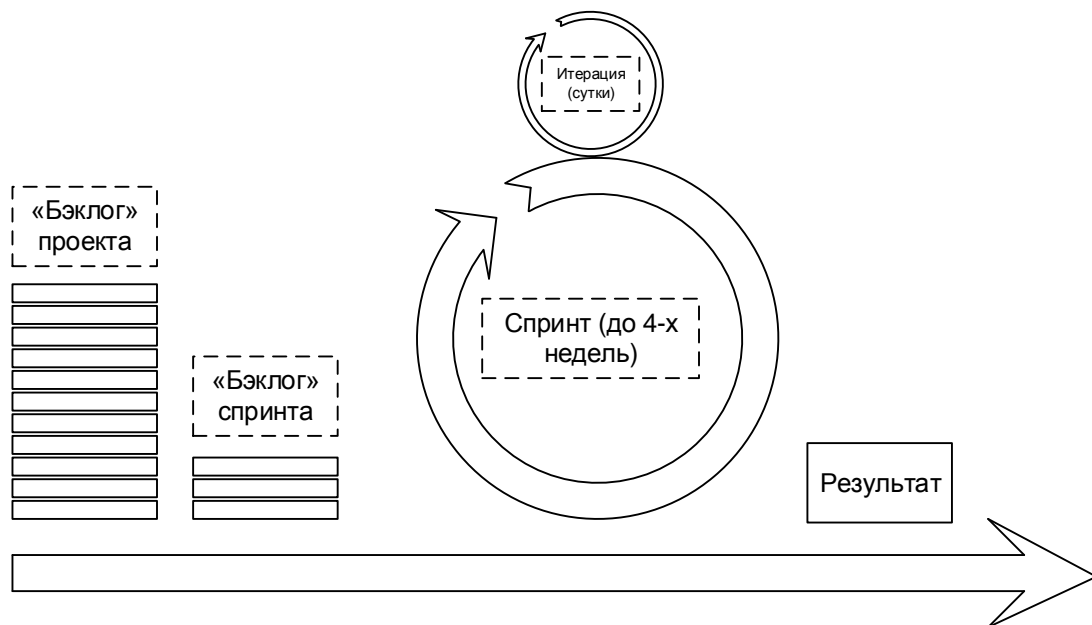 Итерация
(сутки)
«Бэклог»
проекта
Спринт (до 4-х
недель)
«Бэклог»
спринта
Результат